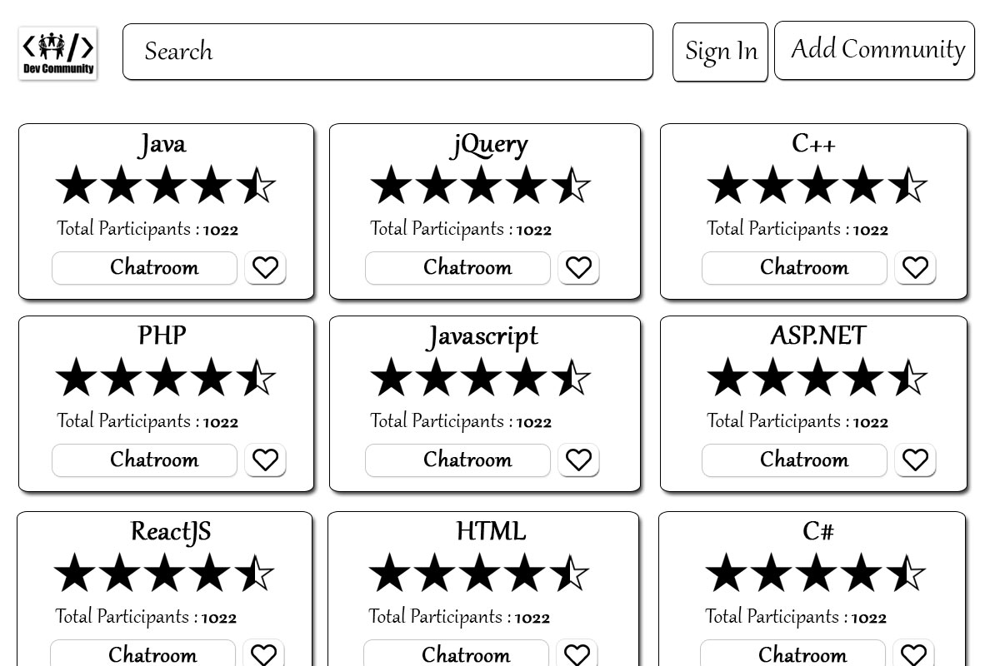 Dev Community
Search
Sign In
Add Community
Java
Total Participants : 1022
Chatroom
jQuery
Total Participants : 1022
Chatroom
C++
Total Participants : 1022
Chatroom
PHP
Total Participants : 1022
Chatroom
Javascript
Total Participants : 1022
Chatroom
ASP.NET
Total Participants : 1022
Chatroom
ReactJS
Total Participants : 1022
Chatroom
HTML
Total Participants : 1022
Chatroom
C#
Total Participants : 1022
Chatroom